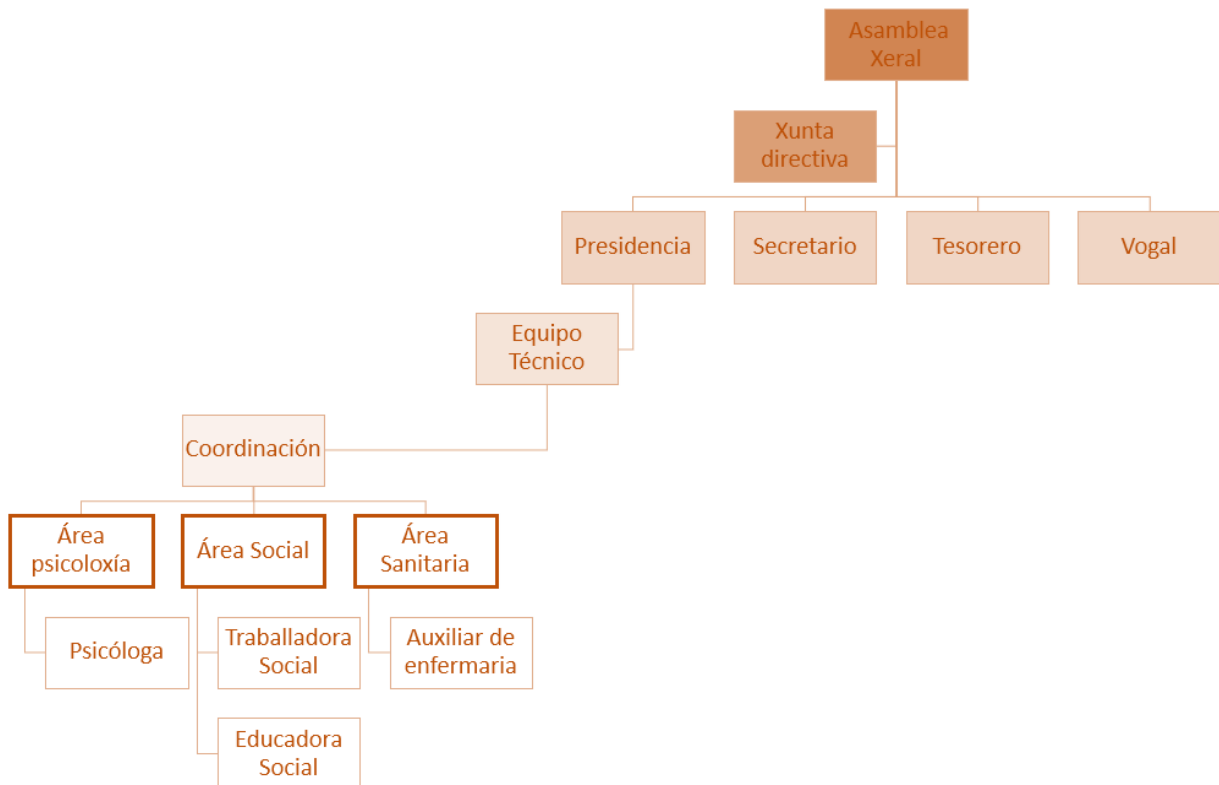 Asamblea
Xeral
Xunta
directiva
Presidencia
Secretario
Tesorero
Vogal
Equipo
Técnico
Coordinación
Área
psicoloxía
Área Social
Área
Sanitaria
Psicóloga
Traballadora
Social
Auxiliar de
enfermaria
Educadora
Social